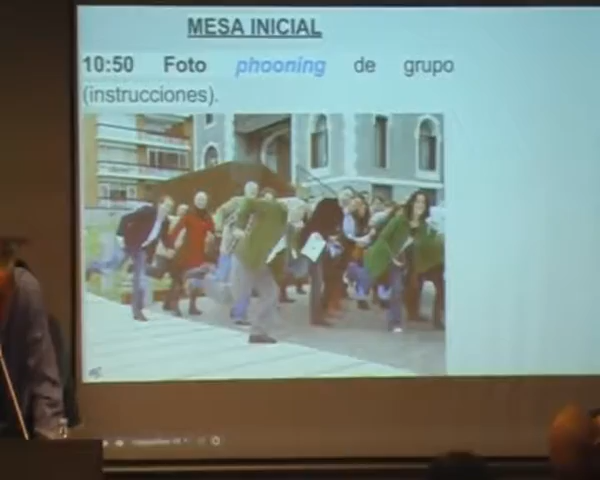 MESA INICIAL
10:50 Foto phooning de grupo
(instrucciones).